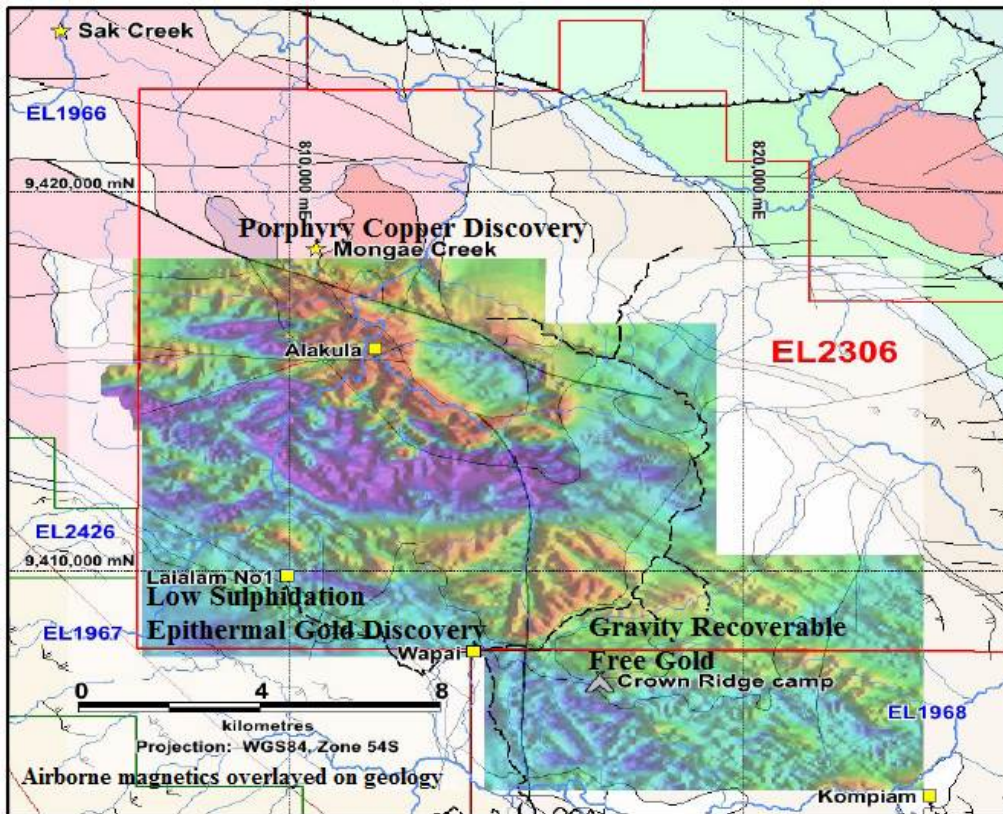 Sak Creek
EL1966
810,000 mE
820,000 mE
9,420,000 mN
Porphyry Copper Discovery
Mongae Creek
Alakula
EL2306
EL2426
9,410,000 mN
Laialam No1
Low Sulphidation
Epithermal Gold Discovery
EL1967
Wapai
Gravity Recoverable
Free Gold
Crown Ridge camp
0 4 8
kilometres
EL1968
Projection: WGS84, Zone 54S
Airborne magnetics overlayed on geology
Kompiam